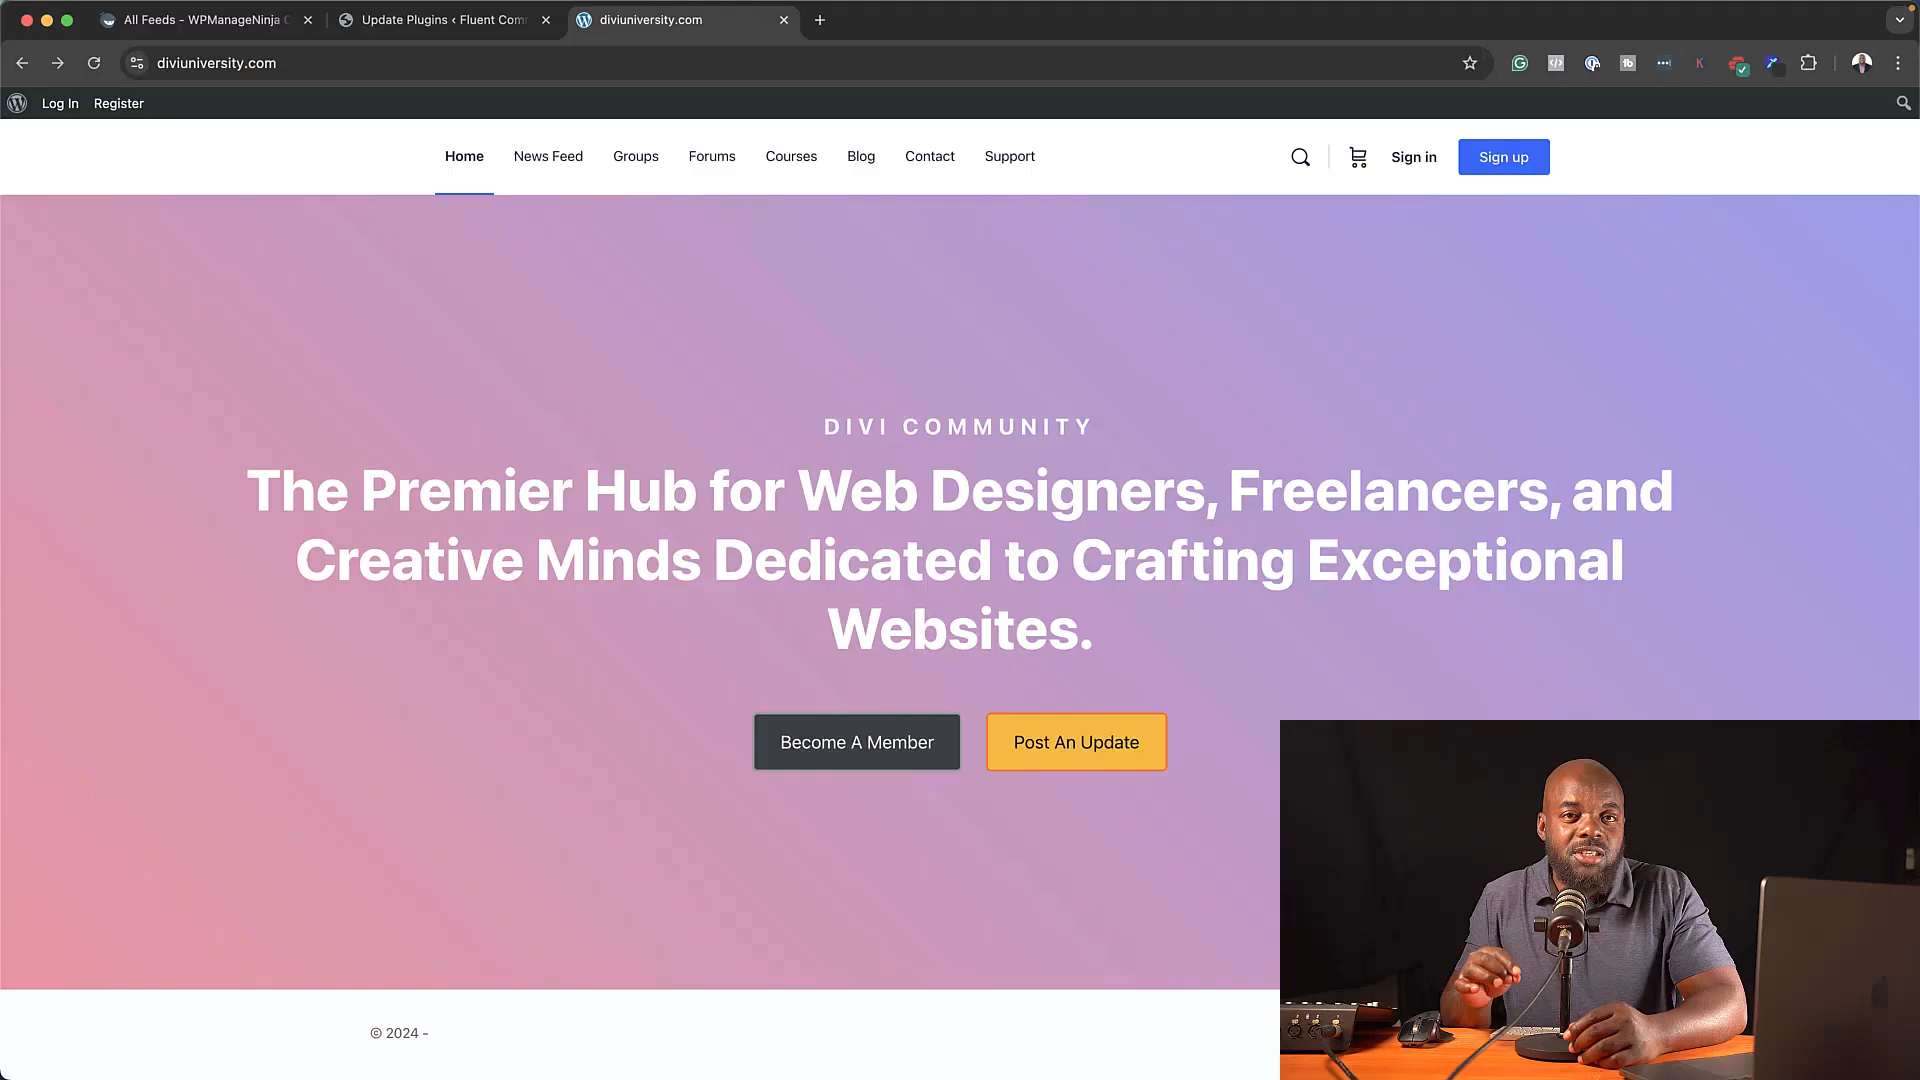 All Feeds - WPManageNinja
Update Plugins ‹ Fluent Com
diviuniversity.com
diviuniversity.com
Log In Register
Home News Feed Groups Forums Courses Blog Contact Support
Sign in Sign up
DIVI COMMUNITY
The Premier Hub for Web Designers, Freelancers, and
Creative Minds Dedicated to Crafting Exceptional
Websites.
Become A Member Post An Update
© 2024 -